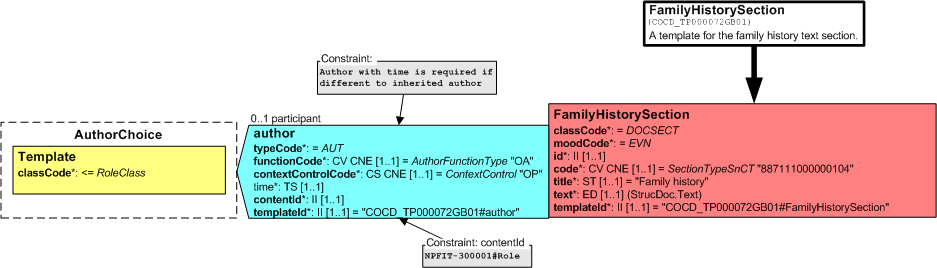 FamilyHistorySection
(COCD_TP000072GB01)
A template for the family history text section.
Constraint:
Author with time is required if
different to inherited author
0..1 participant
AuthorChoice
Template
classCode*: <= RoleClass
author
typeCode*: = AUT
functionCode*: CV CNE [1..1] = AuthorFunctionType "OA"
contextControlCode*: CS CNE [1..1] = ContextControl "OP"
time*: TS [1..1]
contentId*: II [1..1]
templateId*: II [1..1] = "COCD_TP000072GB01#author"
FamilyHistorySection
classCode*: = DOCSECT
moodCode*: = EVN
id*: II [1..1]
code*: CV CNE [1..1] = SectionTypeSnCT "887111000000104"
title*: ST [1..1] = "Family history"
text*: ED [1..1] (StrucDoc.Text)
templateId*: II [1..1] = "COCD_TP000072GB01#FamilyHistorySection"
Constraint: contentId
NPFIT-300001#Role